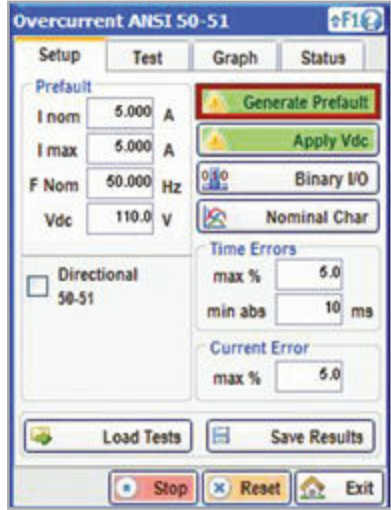 Overcurrent ANSI 50-51
F1
Setup Test Graph Status
Prefault
I nom 5.000 A
I max 5.000 A
F Nom 50.000 Hz
Vdc 110.0 V
Generate Prefault
Apply Vdc
Binary I/O
Nominal Char
Directional
50-51
Time Errors
max % 5.0
min abs 10 ms
Current Error
max % 5.0
Load Tests
Save Results
Stop Reset Exit